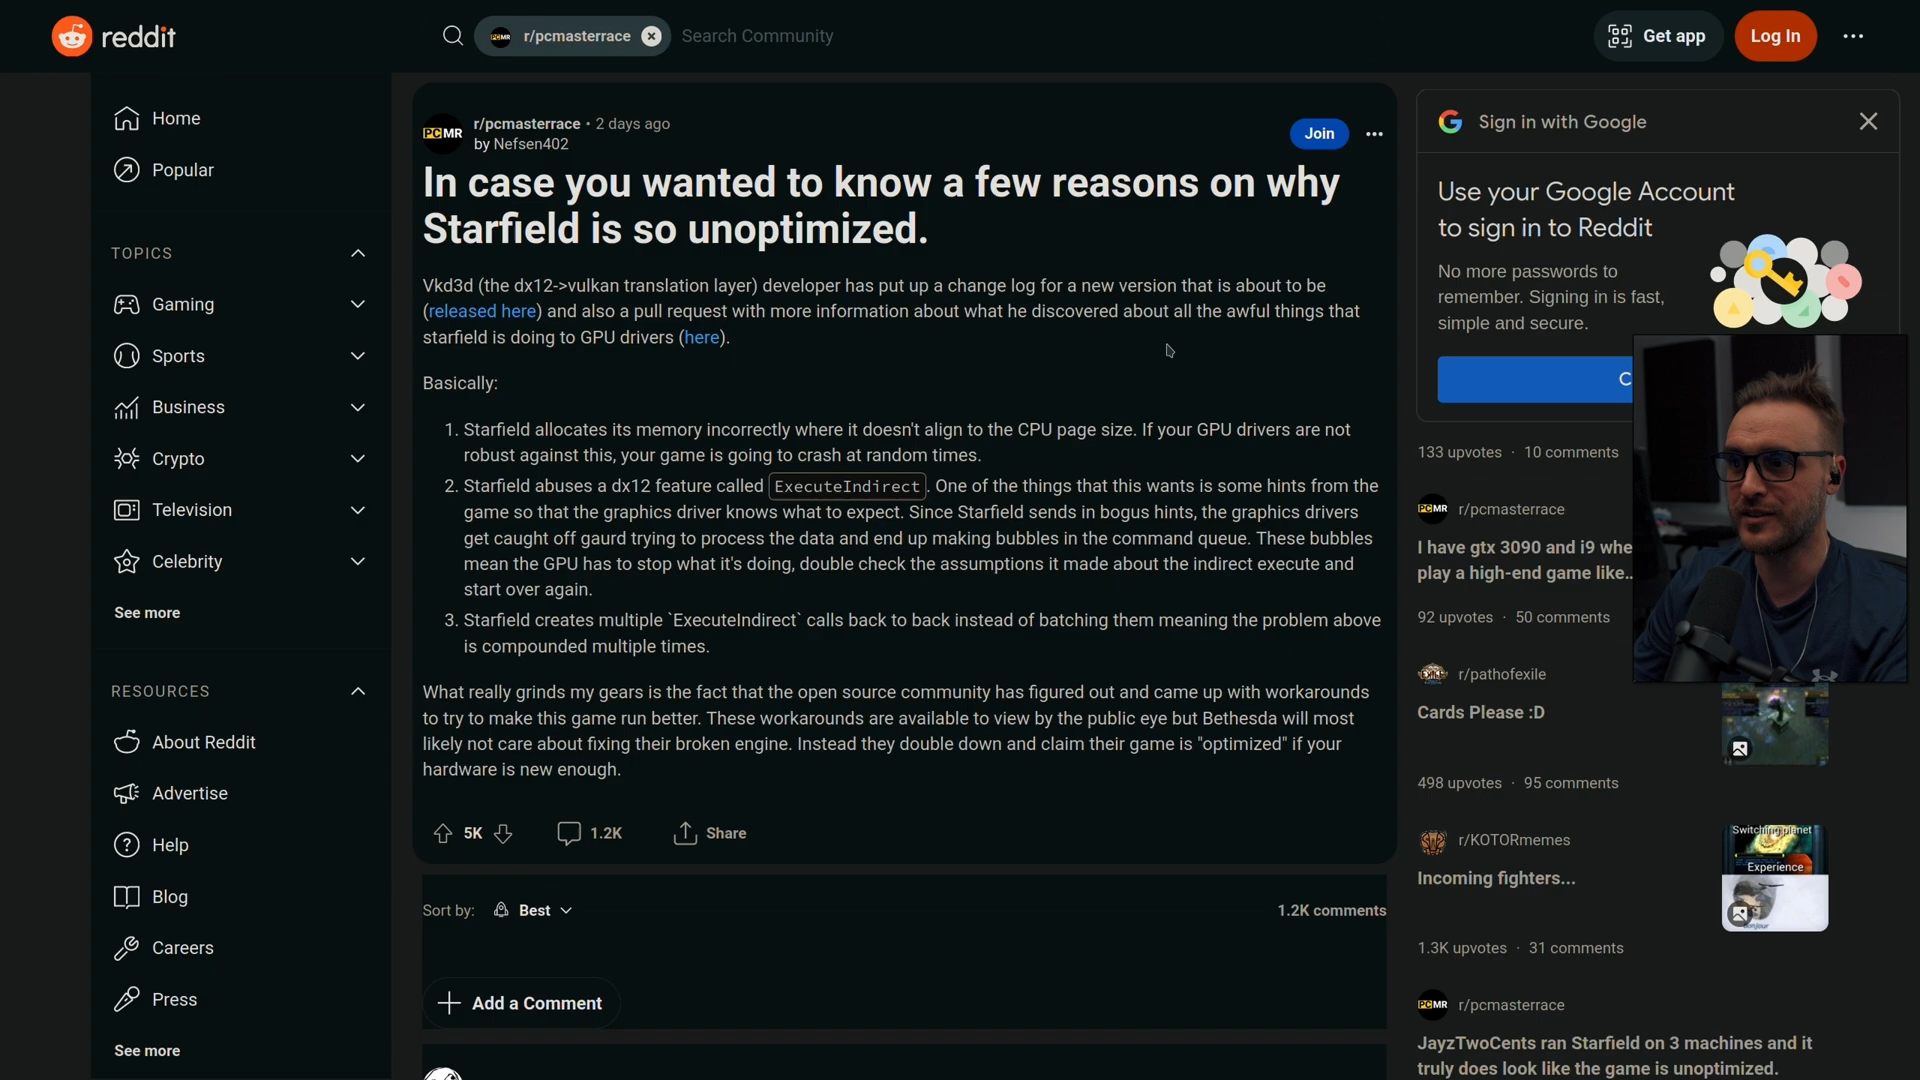 reddit
r/pcmasterrace
Search Community
Get app
Log In
Home
Popular
TOPICS
Gaming
Sports
Business
Crypto
Television
Celebrity
See more
RESOURCES
About Reddit
Advertise
Help
Blog
Careers
Press
See more
PCMR
r/pcmasterrace • 2 days ago
by Nefsen402
Join
In case you wanted to know a few reasons on why
Starfield is so unoptimized.
Vkd3d (the dx12->vulkan translation layer) developer has put up a change log for a new version that is about to be
(released here) and also a pull request with more information about what he discovered about all the awful things that
starfield is doing to GPU drivers (here).
Basically:
1. Starfield allocates its memory incorrectly where it doesn't align to the CPU page size. If your GPU drivers are not
robust against this, your game is going to crash at random times.
2. Starfield abuses a dx12 feature called ExecuteIndirect. One of the things that this wants is some hints from the
game so that the graphics driver knows what to expect. Since Starfield sends in bogus hints, the graphics drivers
get caught off gaurd trying to process the data and end up making bubbles in the command queue. These bubbles
mean the GPU has to stop what it's doing, double check the assumptions it made about the indirect execute and
start over again.
3. Starfield creates multiple `ExecuteIndirect` calls back to back instead of batching them meaning the problem above
is compounded multiple times.
What really grinds my gears is the fact that the open source community has figured out and came up with workarounds
to try to make this game run better. These workarounds are available to view by the public eye but Bethesda will most
likely not care about fixing their broken engine. Instead they double down and claim their game is "optimized" if your
hardware is new enough.
5K
1.2K
Share
Sort by: Best
1.2K comments
Add a Comment
Sign in with Google
Use your Google Account
to sign in to Reddit
No more passwords to
remember. Signing in is fast,
simple and secure.
C
133 upvotes · 10 comments
PCMR r/pcmasterrace
I have gtx 3090 and i9 whe
play a high-end game like..
92 upvotes · 50 comments
r/pathofexile
Cards Please :D
498 upvotes · 95 comments
r/KOTORmemes
Incoming fighters...
Switching planet
Experience
Bonjour
1.3K upvotes · 31 comments
PCMR r/pcmasterrace
JayzTwoCents ran Starfield on 3 machines and it
truly does look like the game is unoptimized.